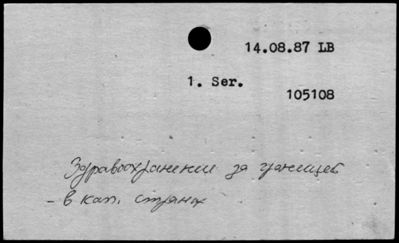 14.08.87 LB
1. Ser.
105108
Здравоохранение за границей
- в кап. странах